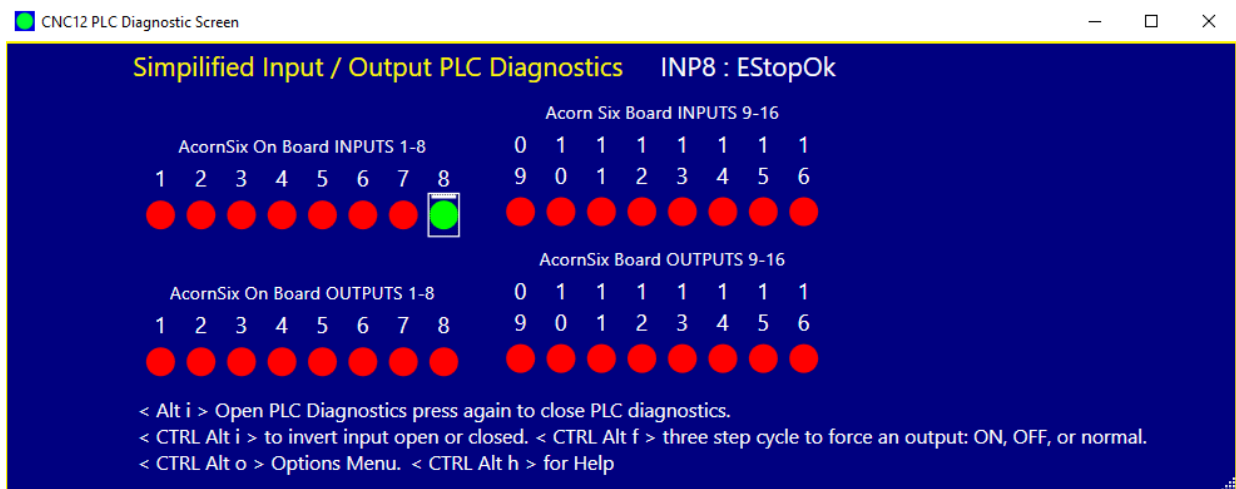 CNC12 PLC Diagnostic Screen
Simpilified Input / Output PLC Diagnostics INP8 : EStopOk
Acorn Six Board INPUTS 9-16
AcornSix On Board INPUTS 1-8
0 1 1 1 1 1 1 1
1 2 3 4 5 6 7 8
9 0 1 2 3 4 5 6
AcornSix Board OUTPUTS 9-16
AcornSix On Board OUTPUTS 1-8
0 1 1 1 1 1 1 1
1 2 3 4 5 6 7 8
9 0 1 2 3 4 5 6
< Alt i > Open PLC Diagnostics press again to close PLC diagnostics.
< CTRL Alt i > to invert input open or closed. < CTRL Alt f > three step cycle to force an output: ON, OFF, or normal.
< CTRL Alt o > Options Menu. < CTRL Alt h > for Help